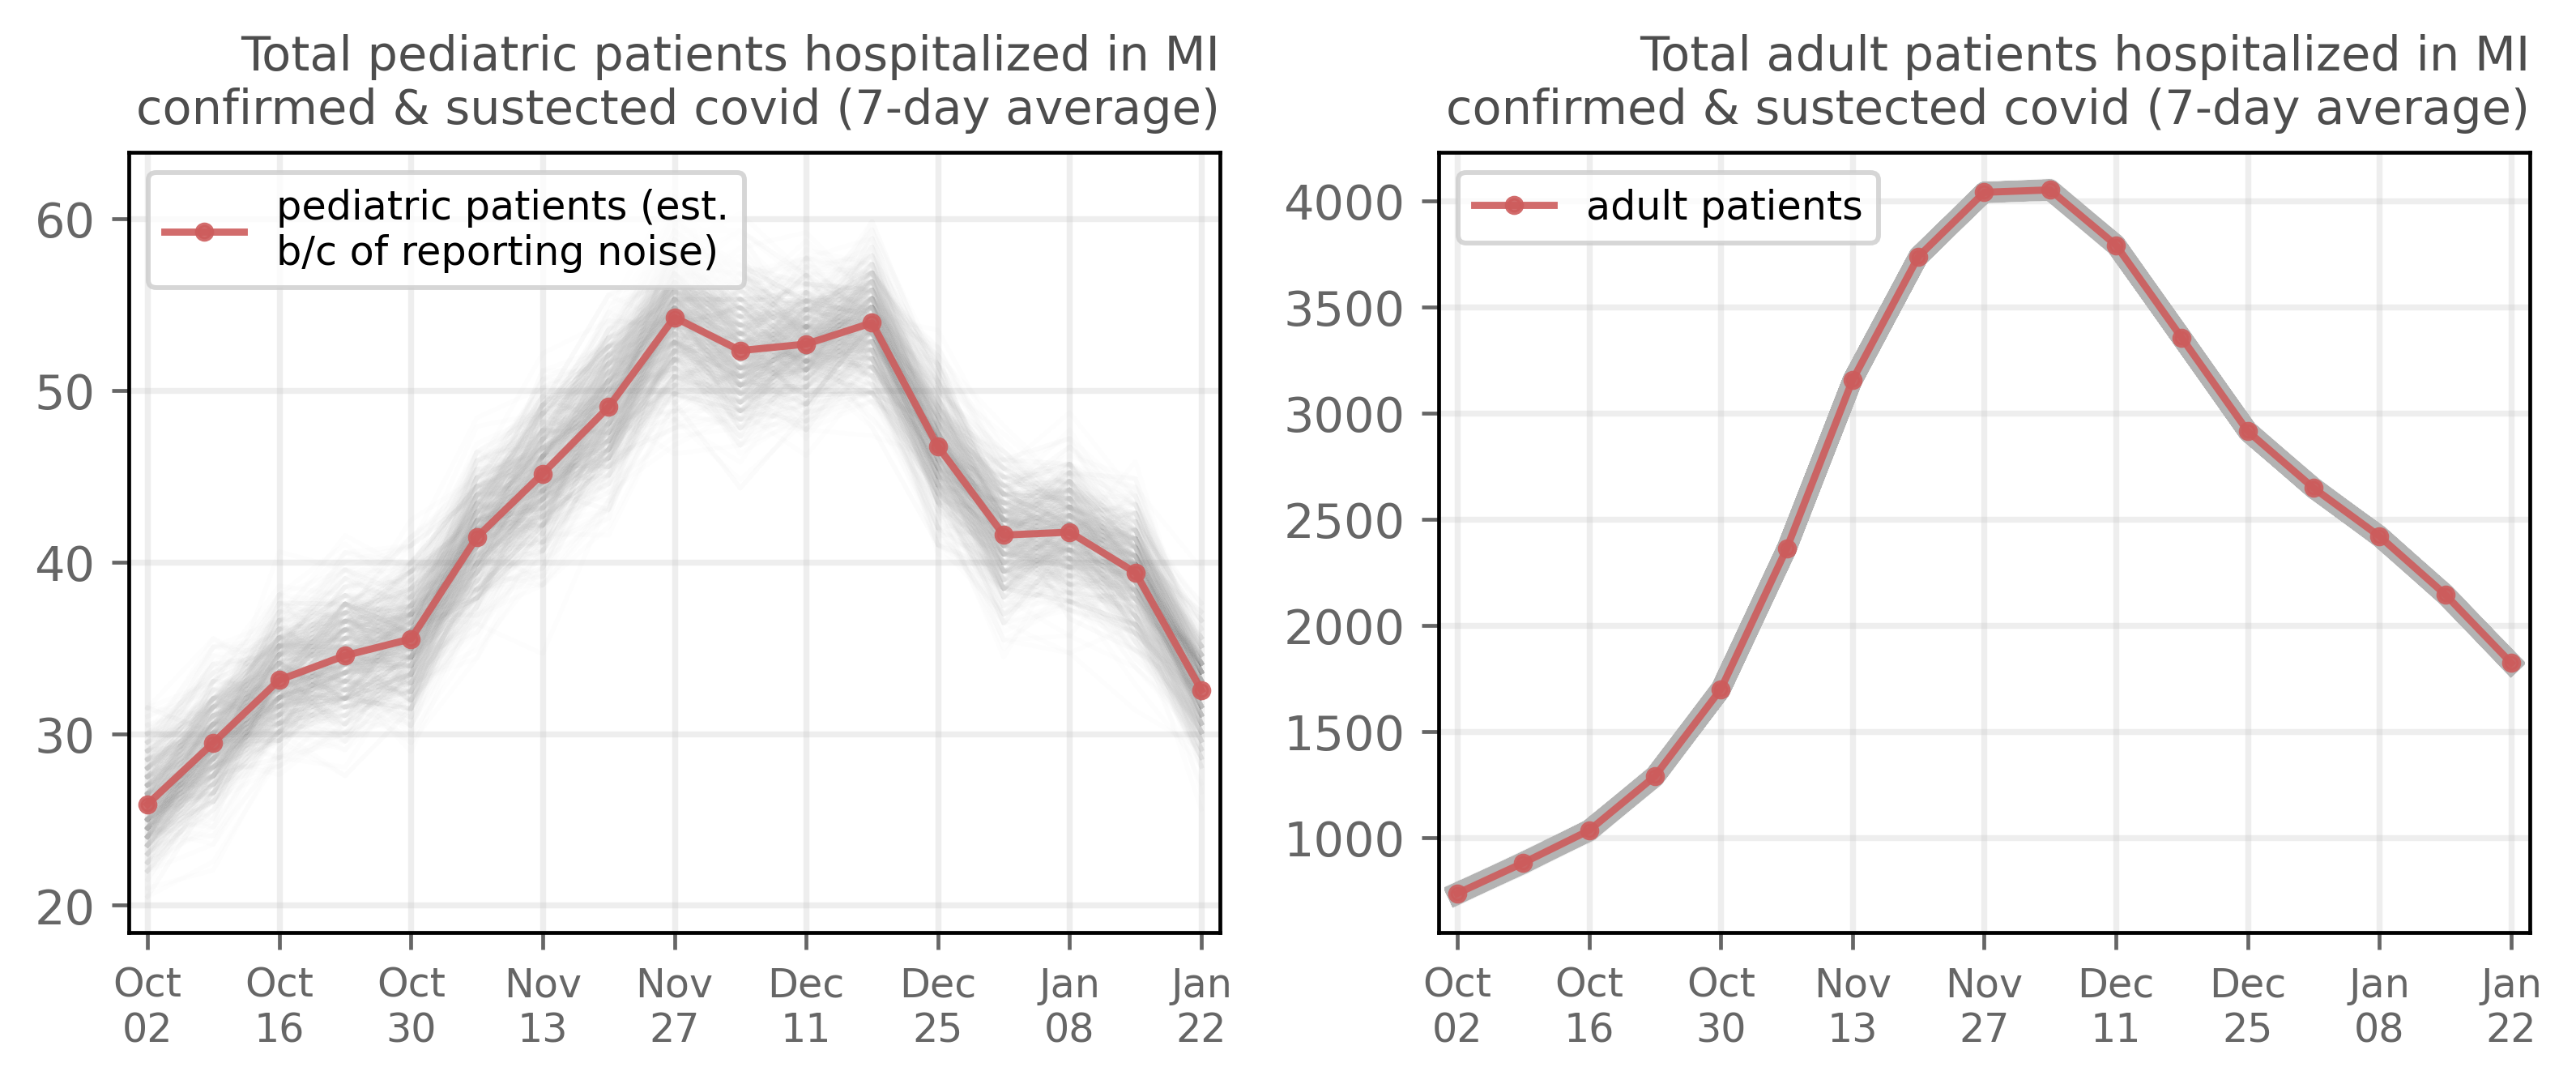 Total pediatric patients hospitalized in MI
confirmed & sustected covid (7-day average)
pediatric patients (est.
b/c of reporting noise)
60
50
40
30
20
Oct 02
Oct 16
Oct 30
Nov 13
Nov 27
Dec 11
Dec 25
Jan 08
Jan 22
Total adult patients hospitalized in MI
confirmed & sustected covid (7-day average)
adult patients
4000
3500
3000
2500
2000
1500
1000
Oct 02
Oct 16
Oct 30
Nov 13
Nov 27
Dec 11
Dec 25
Jan 08
Jan 22